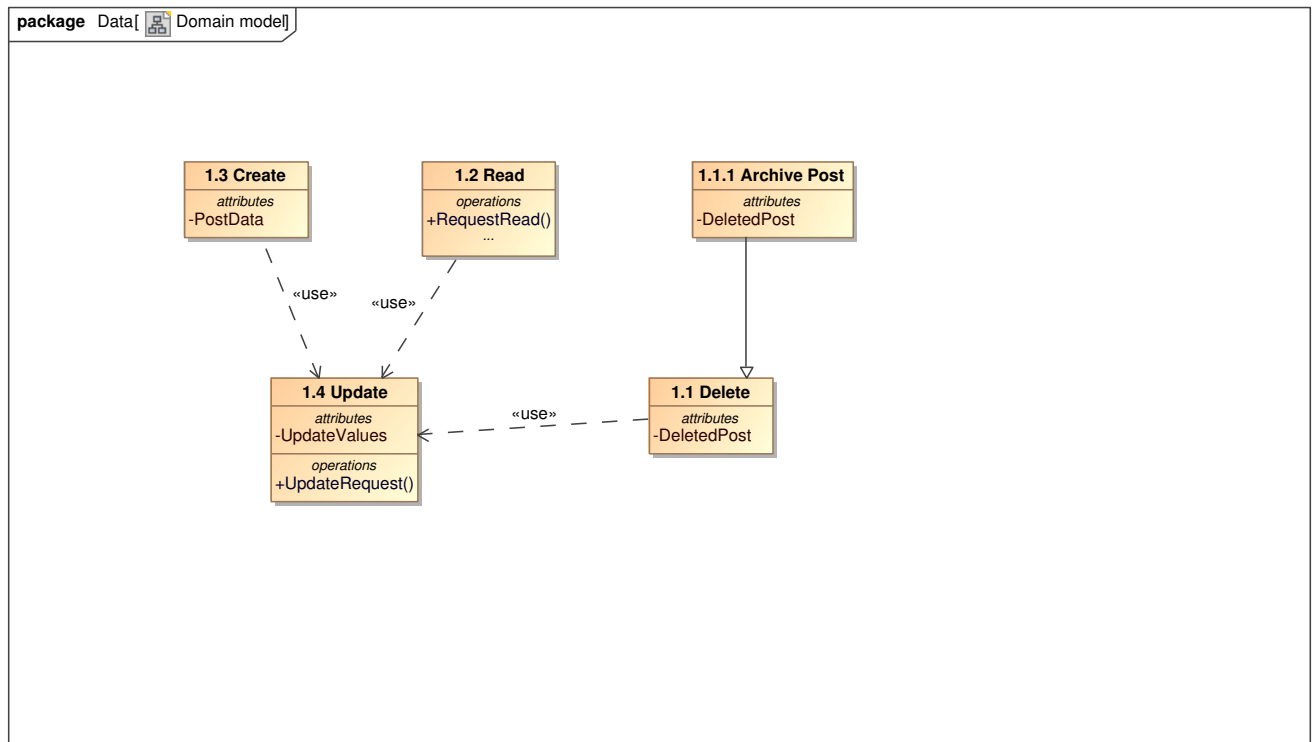 package Data[ Domain model]
1.3 Create
attributes
-PostData
1.2 Read
operations
+RequestRead()
...
1.1.1 Archive Post
attributes
-DeletedPost
«use»
«use»
1.4 Update
attributes
-UpdateValues
operations
+UpdateRequest()
«use»
1.1 Delete
attributes
-DeletedPost